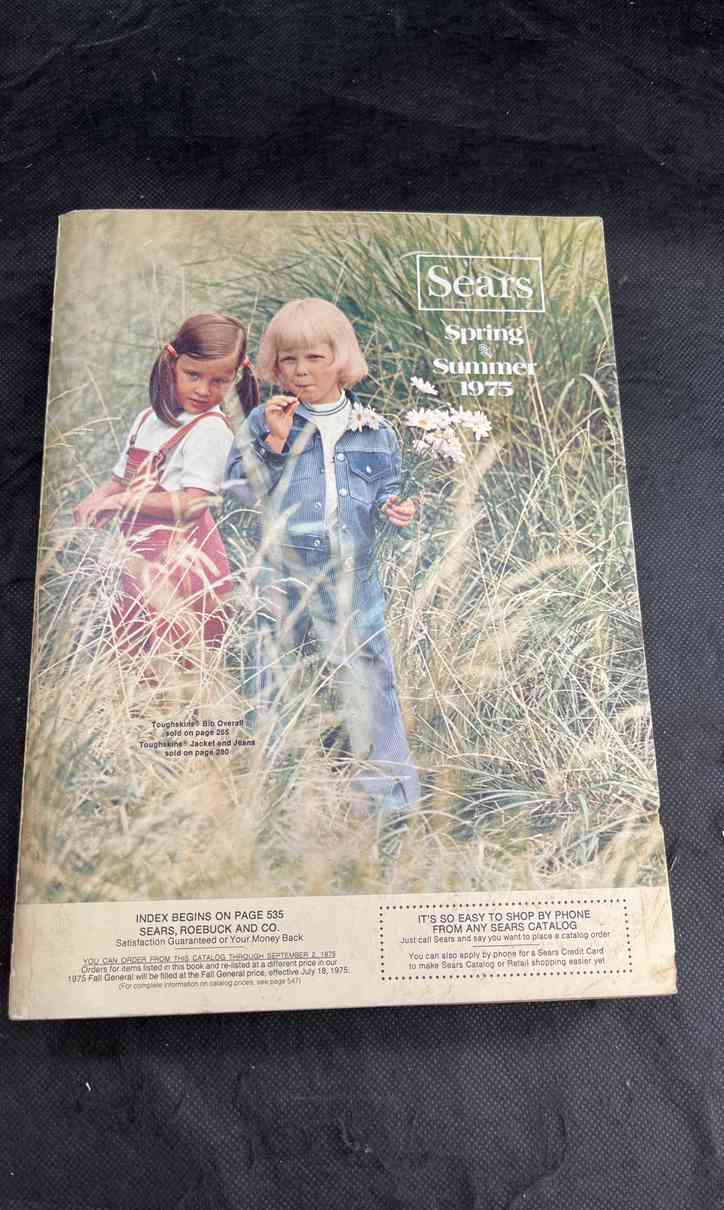 Sears
Spring
&
Summer
1975
Toughskins® Bib Overall
sold on page 255
Toughskins® Jacket and Jeans
sold on page 280
INDEX BEGINS ON PAGE 535
SEARS, ROEBUCK AND CO.
Satisfaction Guaranteed or Your Money Back
YOU CAN ORDER FROM THIS CATALOG THROUGH SEPTEMBER 2, 1975
Orders for items listed in this book and re-listed at a different price in our
1975 Fall General will be filled at the Fall General price, effective July 18, 1975.
(For complete information on catalog prices, see page 547)
IT'S SO EASY TO SHOP BY PHONE
FROM ANY SEARS CATALOG
Just call Sears and say you want to place a catalog order
You can also apply by phone for a Sears Credit Card
to make Sears Catalog or Retail shopping easier yet